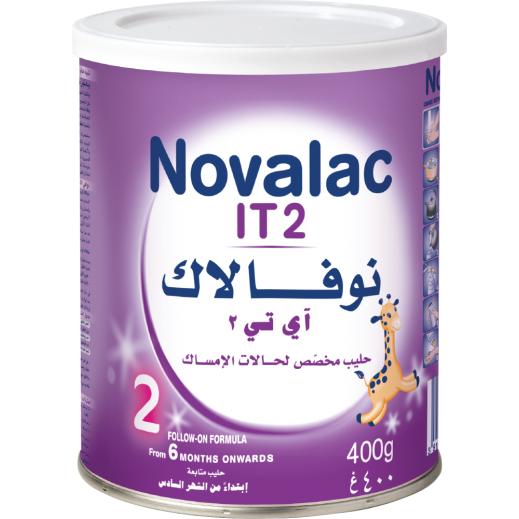 Novalac
IT2
نوفالاك
آي تي ٢
حليب مخصّص لحالات الإمساك
2
FOLLOW-ON FORMULA
From 6 MONTHS ONWARDS
حليب متابعة
إبتداءً من الشهر السادس
400g
٤٠٠ غ